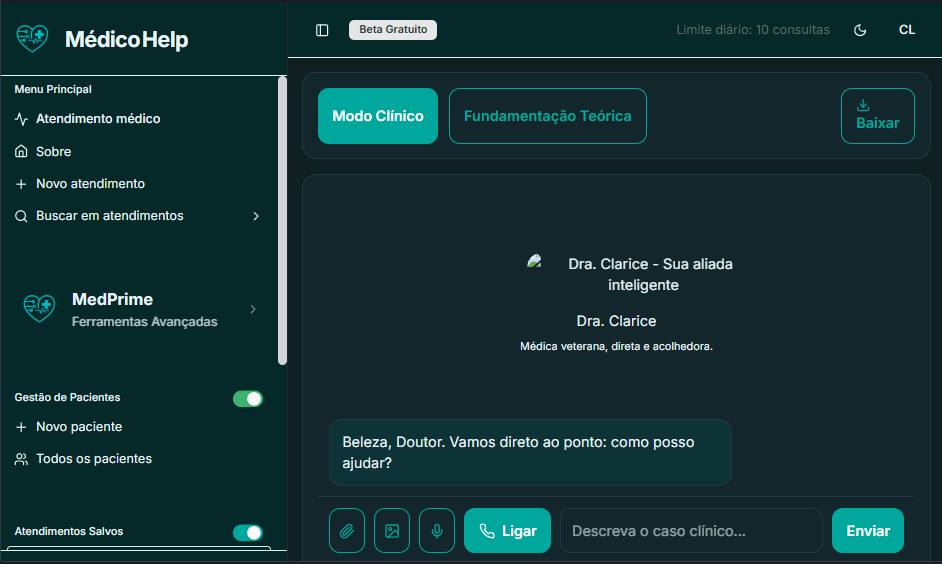 MédicoHelp
Menu Principal
Atendimento médico
Sobre
Novo atendimento
Buscar em atendimentos
MedPrime
Ferramentas Avançadas
Gestão de Pacientes
Novo paciente
Todos os pacientes
Atendimentos Salvos
Beta Gratuito
Limite diário: 10 consultas
CL
Modo Clínico
Fundamentação Teórica
Baixar
Dra. Clarice - Sua aliada
inteligente
Dra. Clarice
Médica veterana, direta e acolhedora.
Beleza, Doutor. Vamos direto ao ponto: como posso
ajudar?
Ligar
Descreva o caso clínico...
Enviar